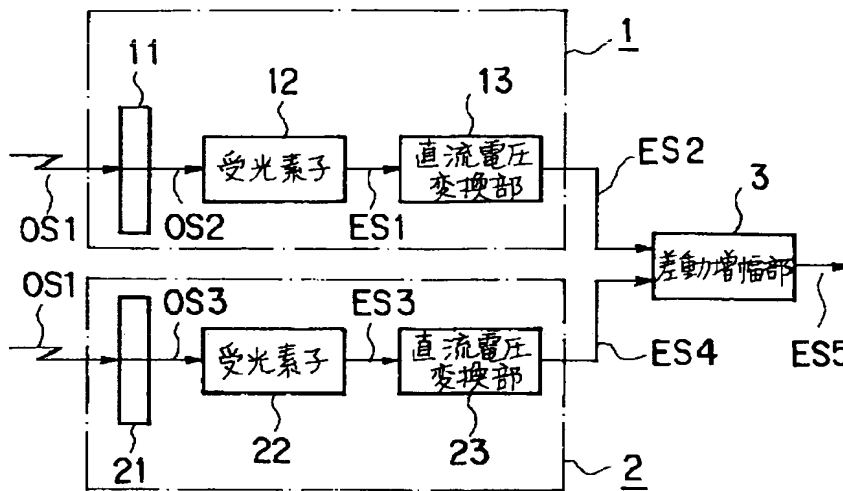 11
12
13
1
受光素子
直流電圧
変換部
OS1
OS2
ES1
ES2
3
差動増幅部
ES5
OS1
OS3
ES3
受光素子
直流電圧
変換部
ES4
21
22
23
2